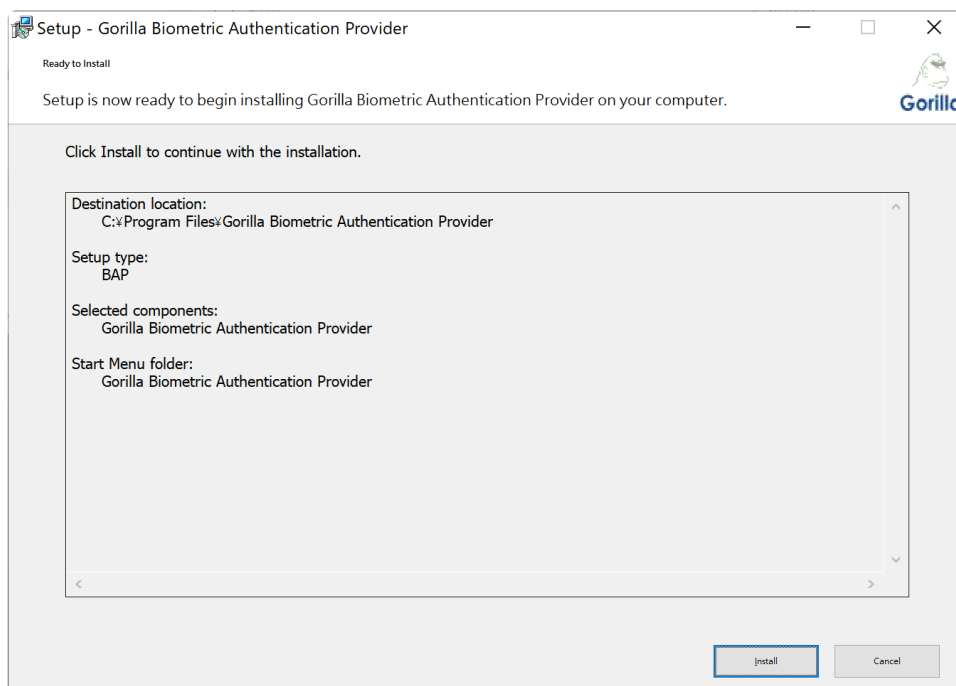 Setup - Gorilla Biometric Authentication Provider
Ready to Install
Setup is now ready to begin installing Gorilla Biometric Authentication Provider on your computer.
Gorilla
Click Install to continue with the installation.
Destination location:
C:¥Program Files¥Gorilla Biometric Authentication Provider
Setup type:
BAP
Selected components:
Gorilla Biometric Authentication Provider
Start Menu folder:
Gorilla Biometric Authentication Provider
Install
Cancel